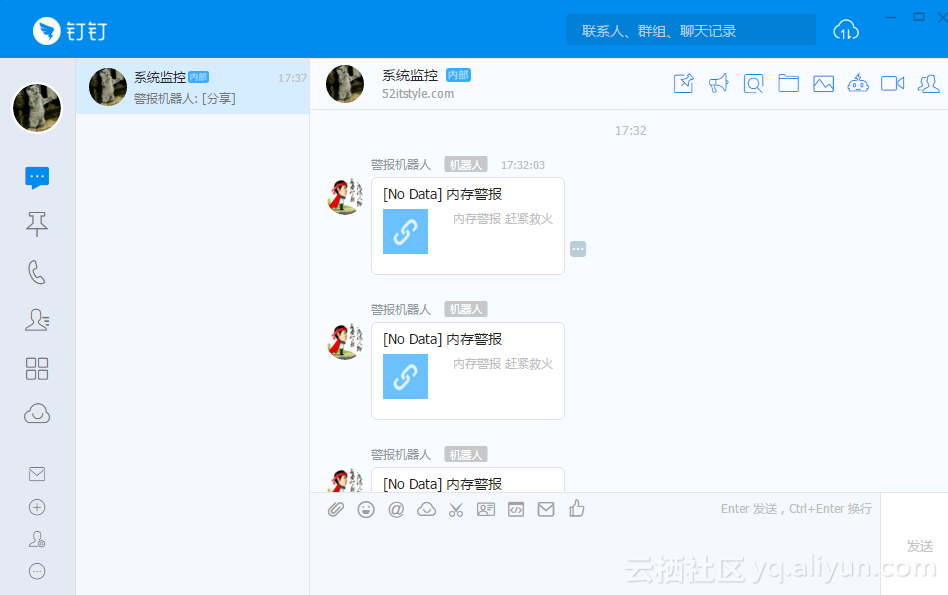 钉钉
联系人、群组、聊天记录
系统监控 内部 17:37
警报机器人: [分享]
系统监控 内部
52itstyle.com
17:32
警报机器人 机器人 17:32:03
[No Data] 内存警报
内存警报 赶紧救火
警报机器人 机器人
[No Data] 内存警报
内存警报 赶紧救火
警报机器人 机器人
[No Data] 内存警报
Enter 发送 , Ctrl+Enter 换行
发送
云栖社区 yq.aliyun.com